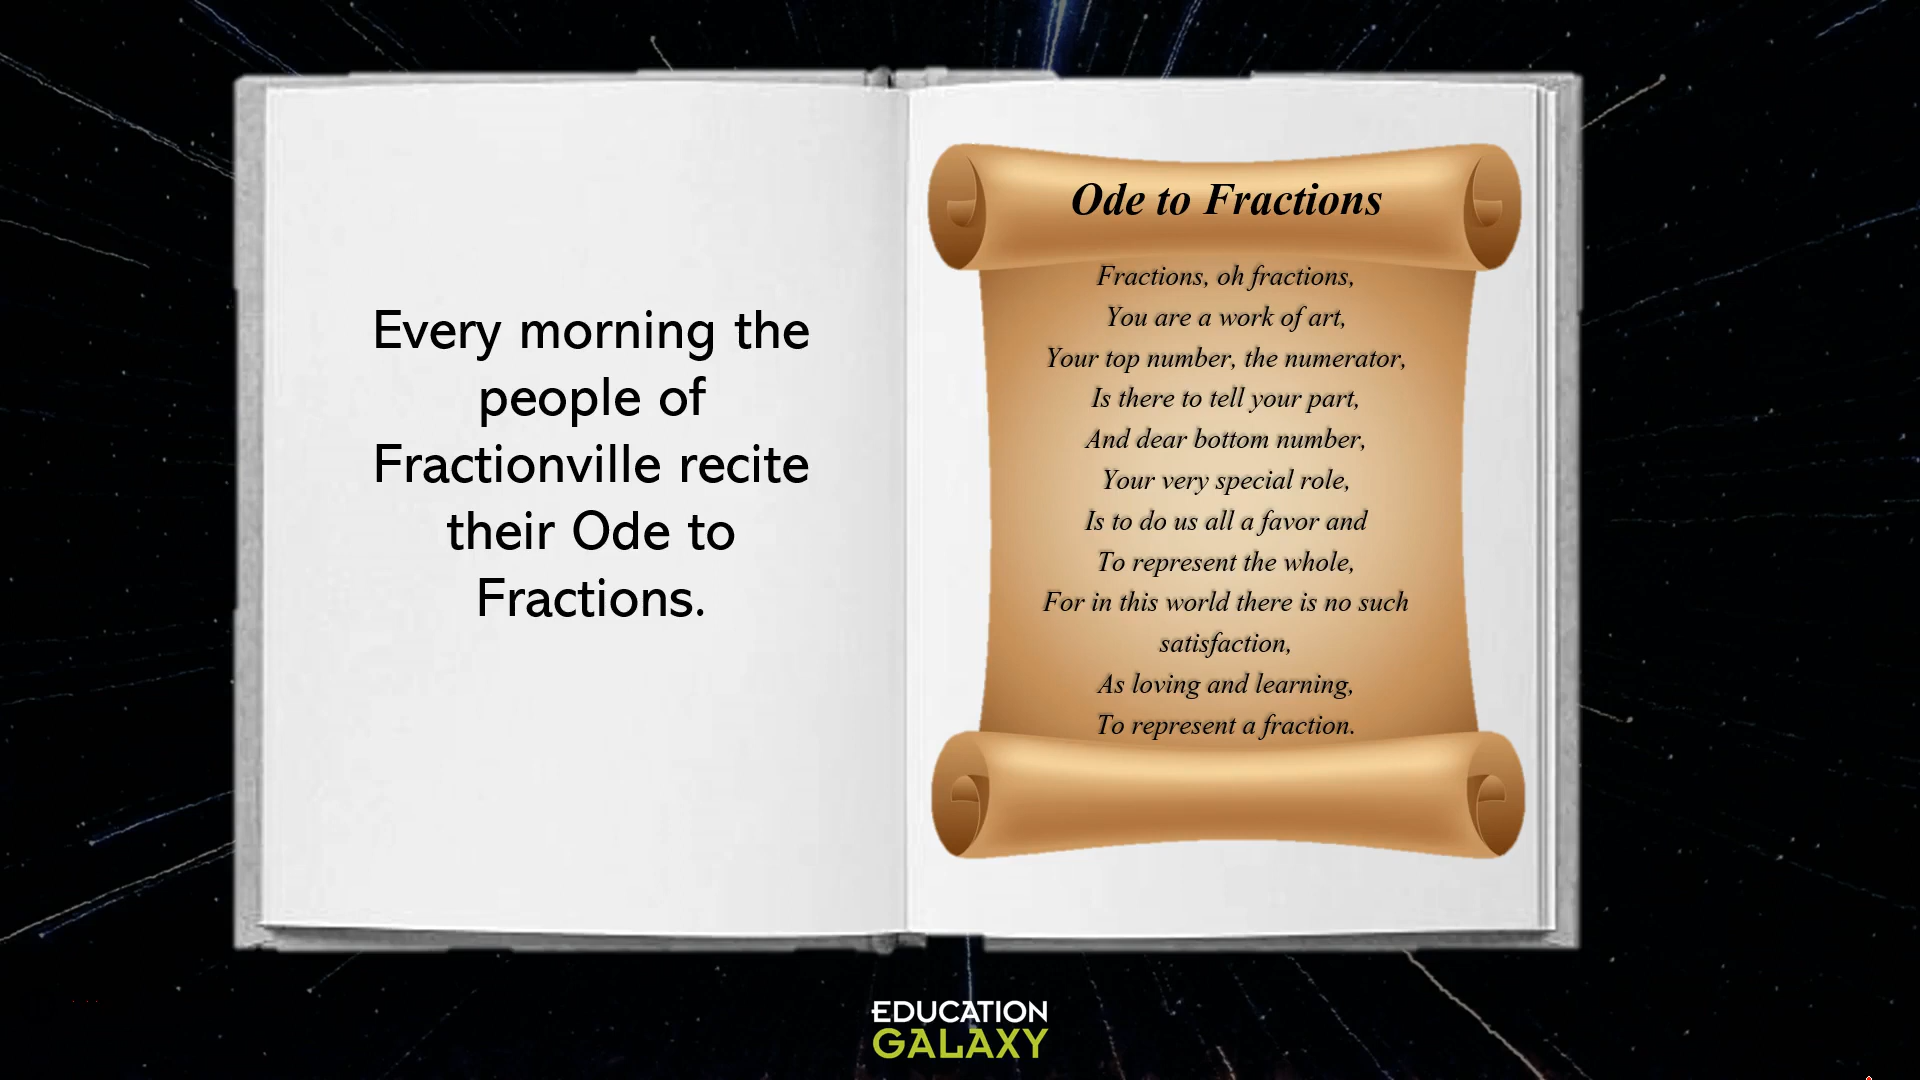 Every morning the
people of
Fractionville recite
their Ode to
Fractions.
Ode to Fractions
Fractions, oh fractions,
You are a work of art,
Your top number, the numerator,
Is there to tell your part,
And dear bottom number,
Your very special role,
Is to do us all a favor and
To represent the whole,
For in this world there is no such
satisfaction,
As loving and learning,
To represent a fraction.
EDUCATION
GALAXY